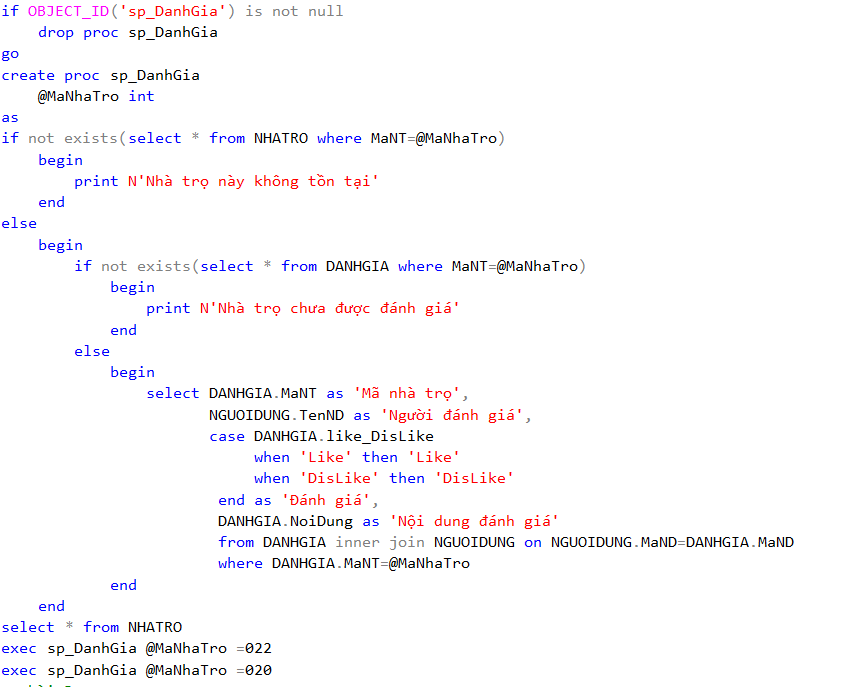 if OBJECT_ID('sp_DanhGia') is not null
drop proc sp_DanhGia
go
create proc sp_DanhGia
@MaNhaTro int
as
if not exists(select * from NHATRO where MaNT=@MaNhaTro)
begin
print N'Nhà trọ này không tồn tại'
end
else
begin
if not exists(select * from DANHGIA where MaNT=@MaNhaTro)
begin
print N'Nhà trọ chưa được đánh giá'
end
else
begin
select DANHGIA.MaNT as 'Mã nhà trọ',
NGUOIDUNG.TenND as 'Người đánh giá',
case DANHGIA.like_DisLike
when 'Like' then 'Like'
when 'DisLike' then 'DisLike'
end as 'Đánh giá',
DANHGIA.NoiDung as 'Nội dung đánh giá'
from DANHGIA inner join NGUOIDUNG on NGUOIDUNG.MaND=DANHGIA.MaND
where DANHGIA.MaNT=@MaNhaTro
end
end
select * from NHATRO
exec sp_DanhGia @MaNhaTro =022
exec sp_DanhGia @MaNhaTro =020